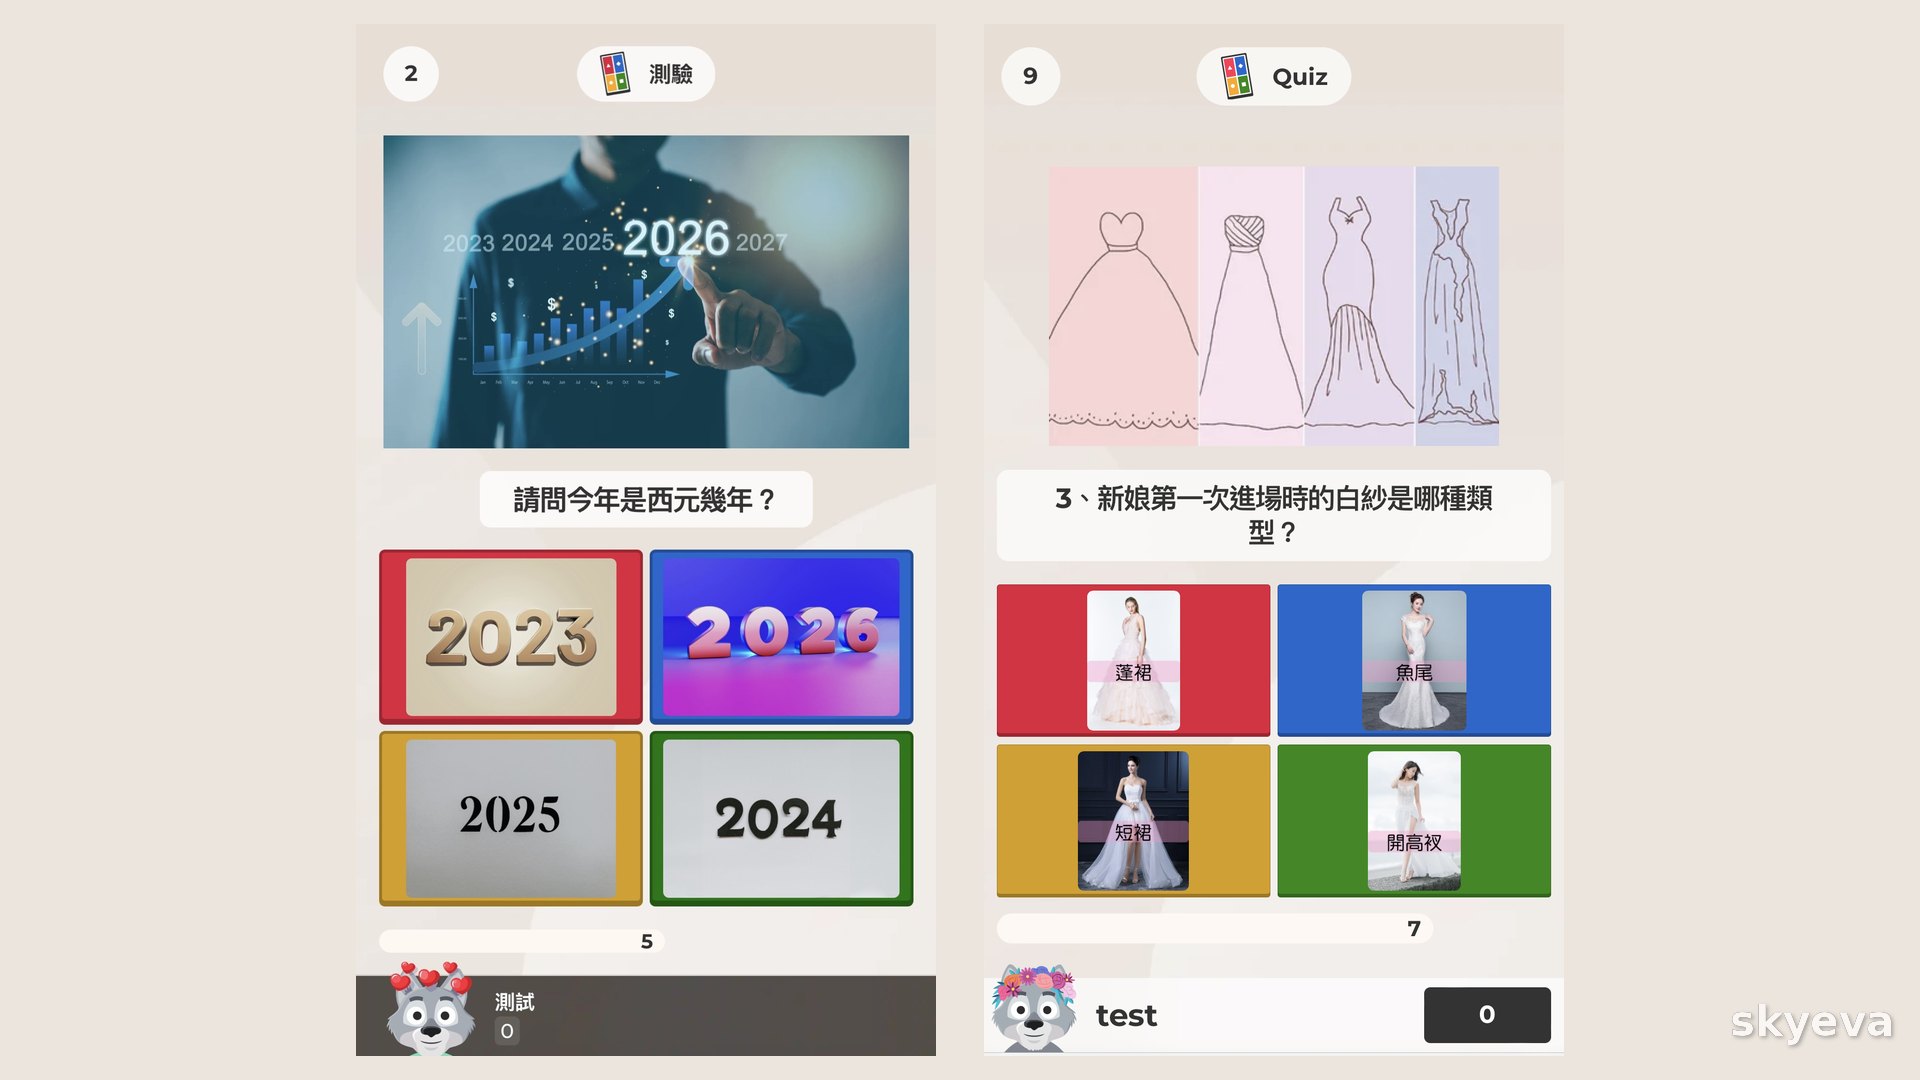 2
測驗
2023 2024 2025 2026 2027
$
$
$
$
$
請問今年是西元幾年？
2023
2026
2025
2024
5
測試
0
9
Quiz
3、新娘第一次進場時的白紗是哪種類
型？
蓬裙
魚尾
短裙
開高衩
7
test
0
skyeva